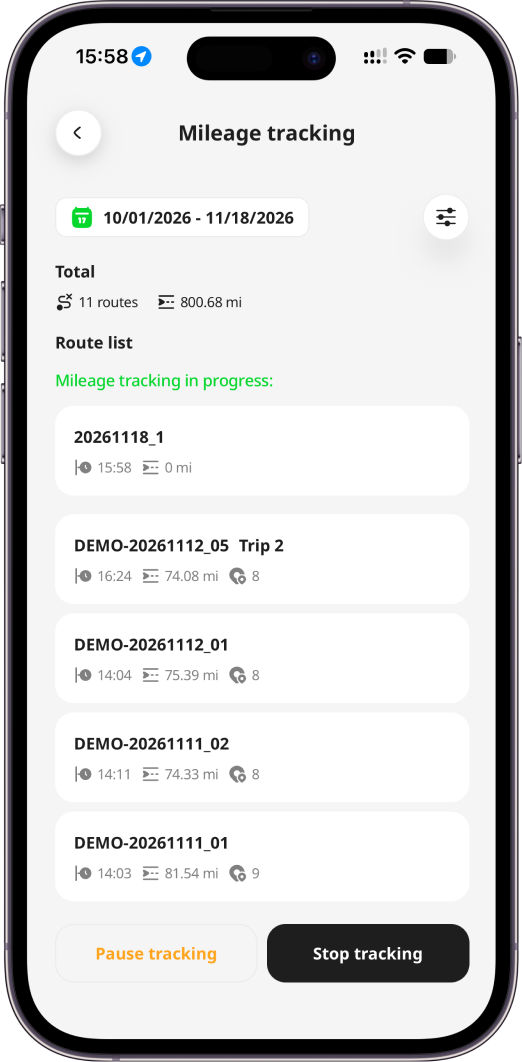 15:58
Mileage tracking
17 10/01/2026 - 11/18/2026
Total
11 routes 800.68 mi
Route list
Mileage tracking in progress:
20261118_1
15:58 0 mi
DEMO-20261112_05 Trip 2
16:24 74.08 mi 8
DEMO-20261112_01
14:04 75.39 mi 8
DEMO-20261111_02
14:11 74.33 mi 8
DEMO-20261111_01
14:03 81.54 mi 9
Pause tracking Stop tracking